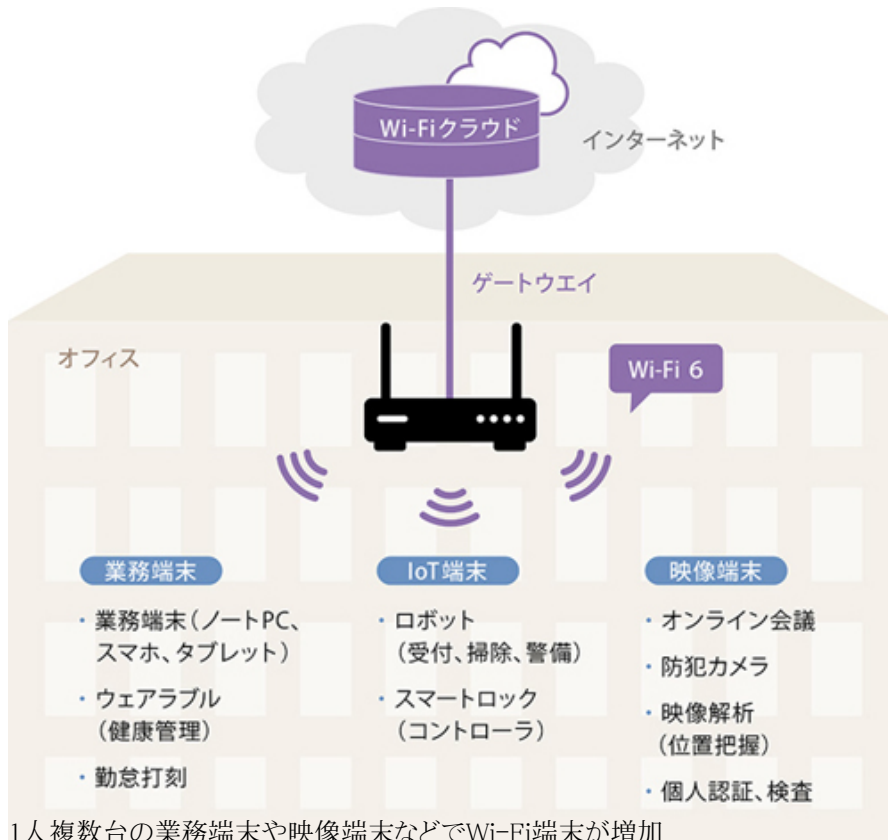 Wi-Fiクラウド
インターネット
ゲートウエイ
オフィス
Wi-Fi 6
業務端末
・業務端末（ノートPC、
スマホ、タブレット）
・ウェアラブル
（健康管理）
・勤怠打刻
IoT端末
・ロボット
（受付、掃除、警備）
・スマートロック
（コントローラ）
映像端末
・オンライン会議
・防犯カメラ
・映像解析
（位置把握）
・個人認証、検査
1人複数台の業務端末や映像端末などでWi-Fi端末が増加